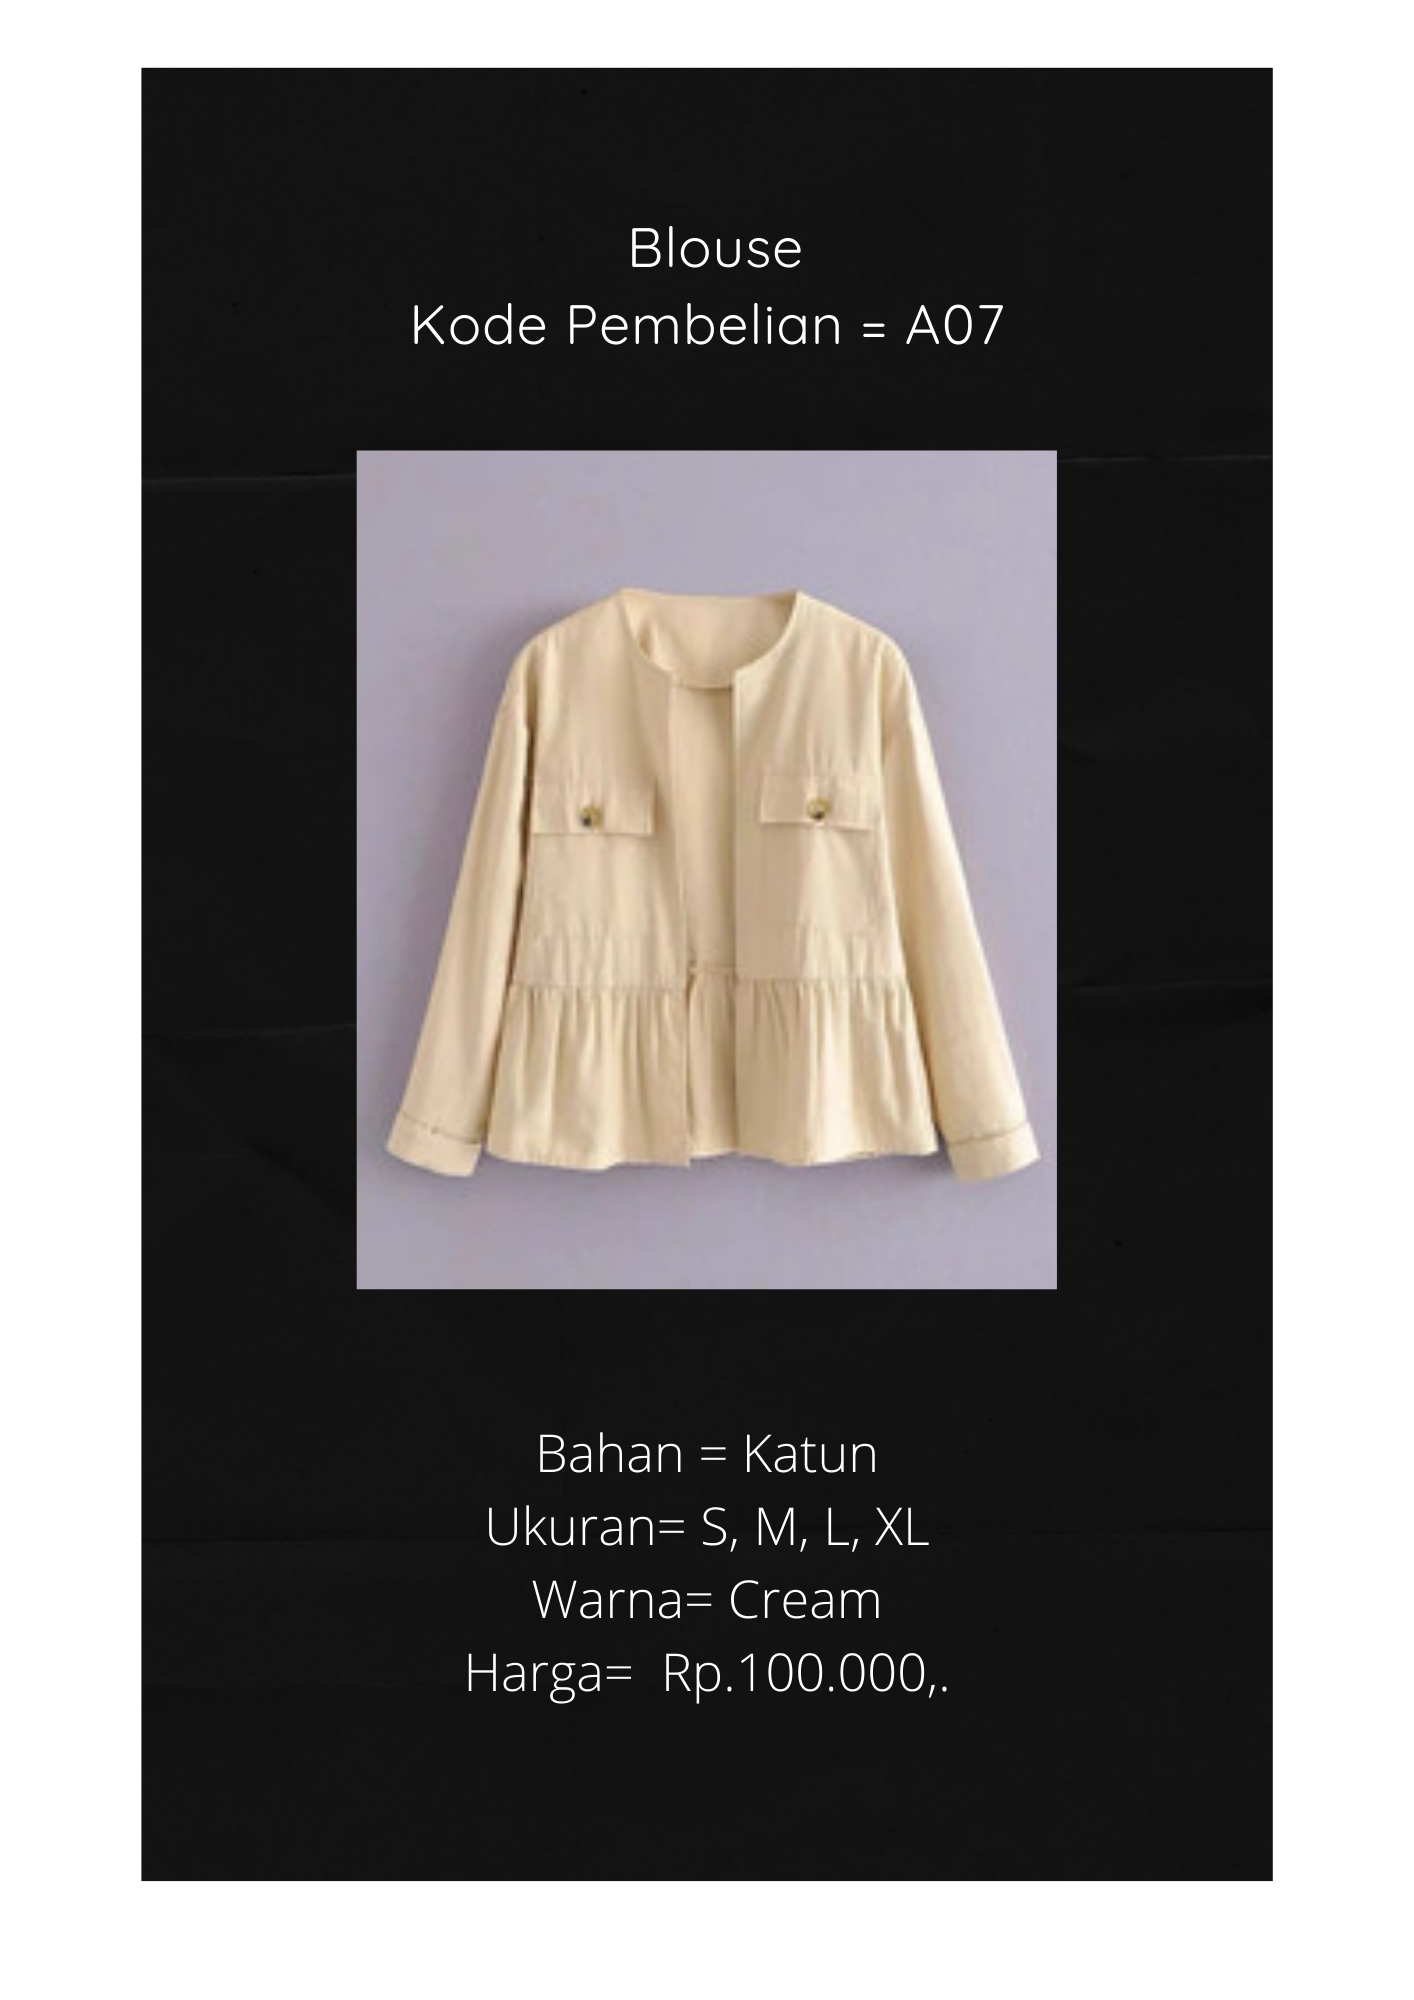 Blouse
Kode Pembelian = A07
Bahan = Katun
Ukuran= S, M, L, XL
Warna= Cream
Harga=  Rp.100.000,.